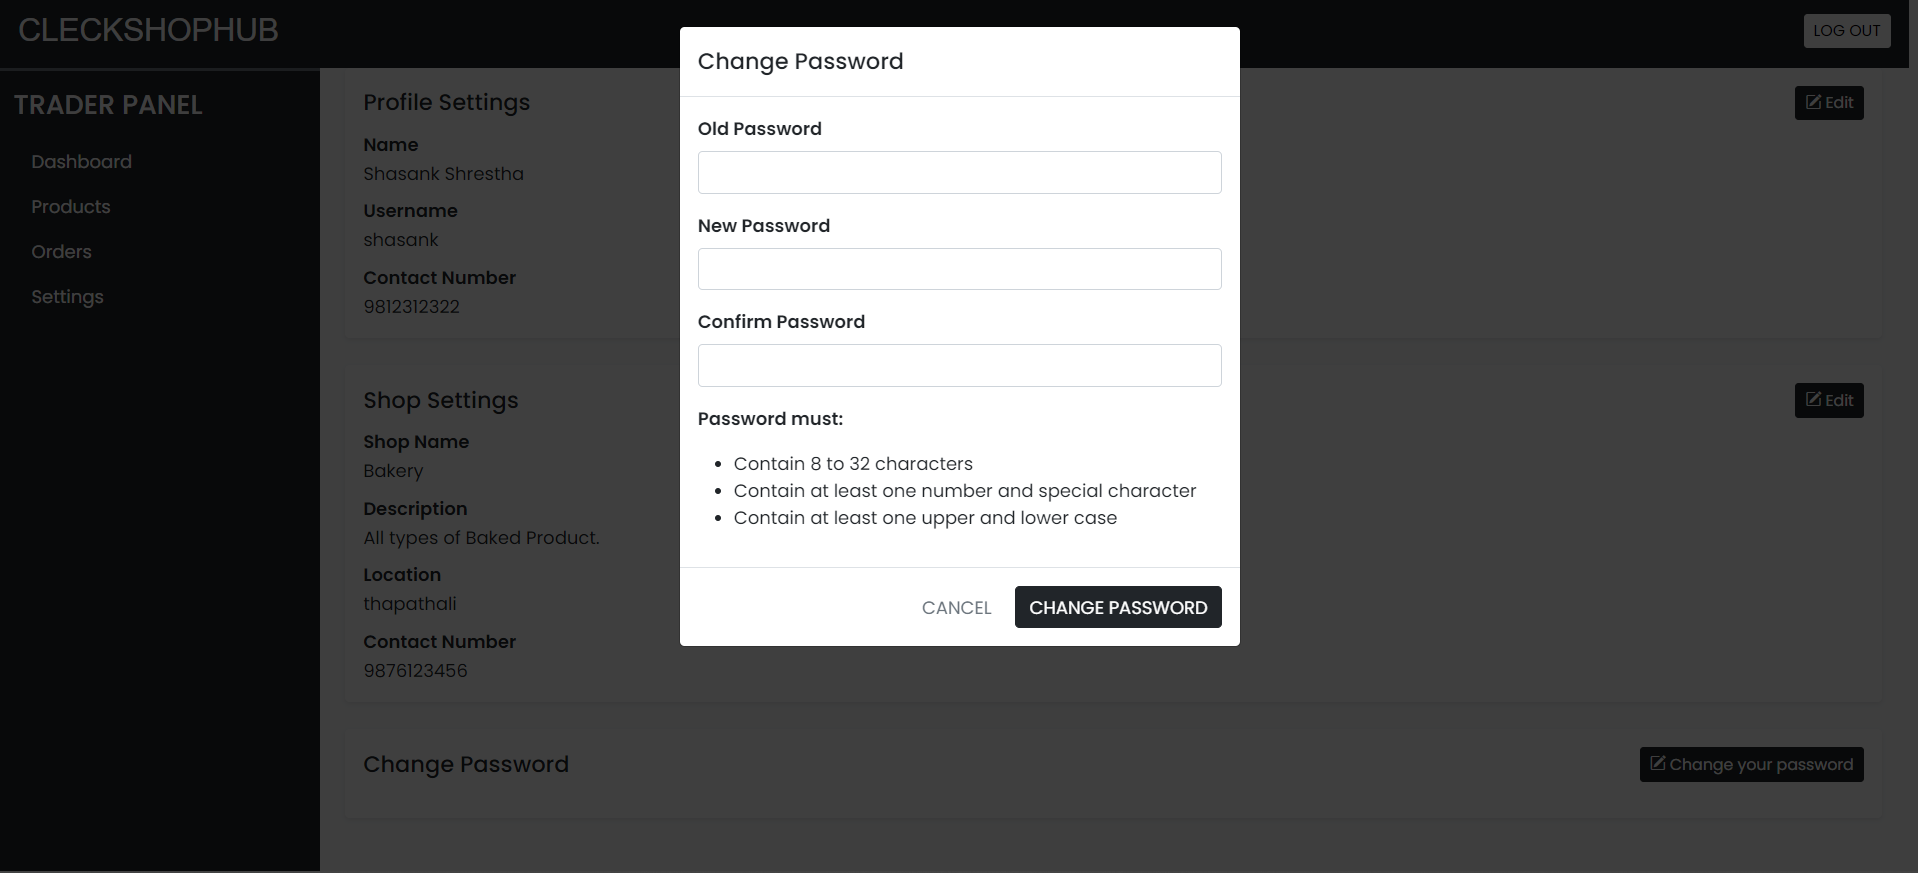 CLECKSHOPHUB
LOG OUT
TRADER PANEL
Dashboard
Products
Orders
Settings
Profile Settings
Edit
Name
Shasank Shrestha
Username
shasank
Contact Number
9812312322
Shop Settings
Edit
Shop Name
Bakery
Description
All types of Baked Product.
Location
thapathali
Contact Number
9876123456
Change Password
Change your password
Change Password
Old Password
New Password
Confirm Password
Password must:
• Contain 8 to 32 characters
• Contain at least one number and special character
• Contain at least one upper and lower case
CANCEL
CHANGE PASSWORD